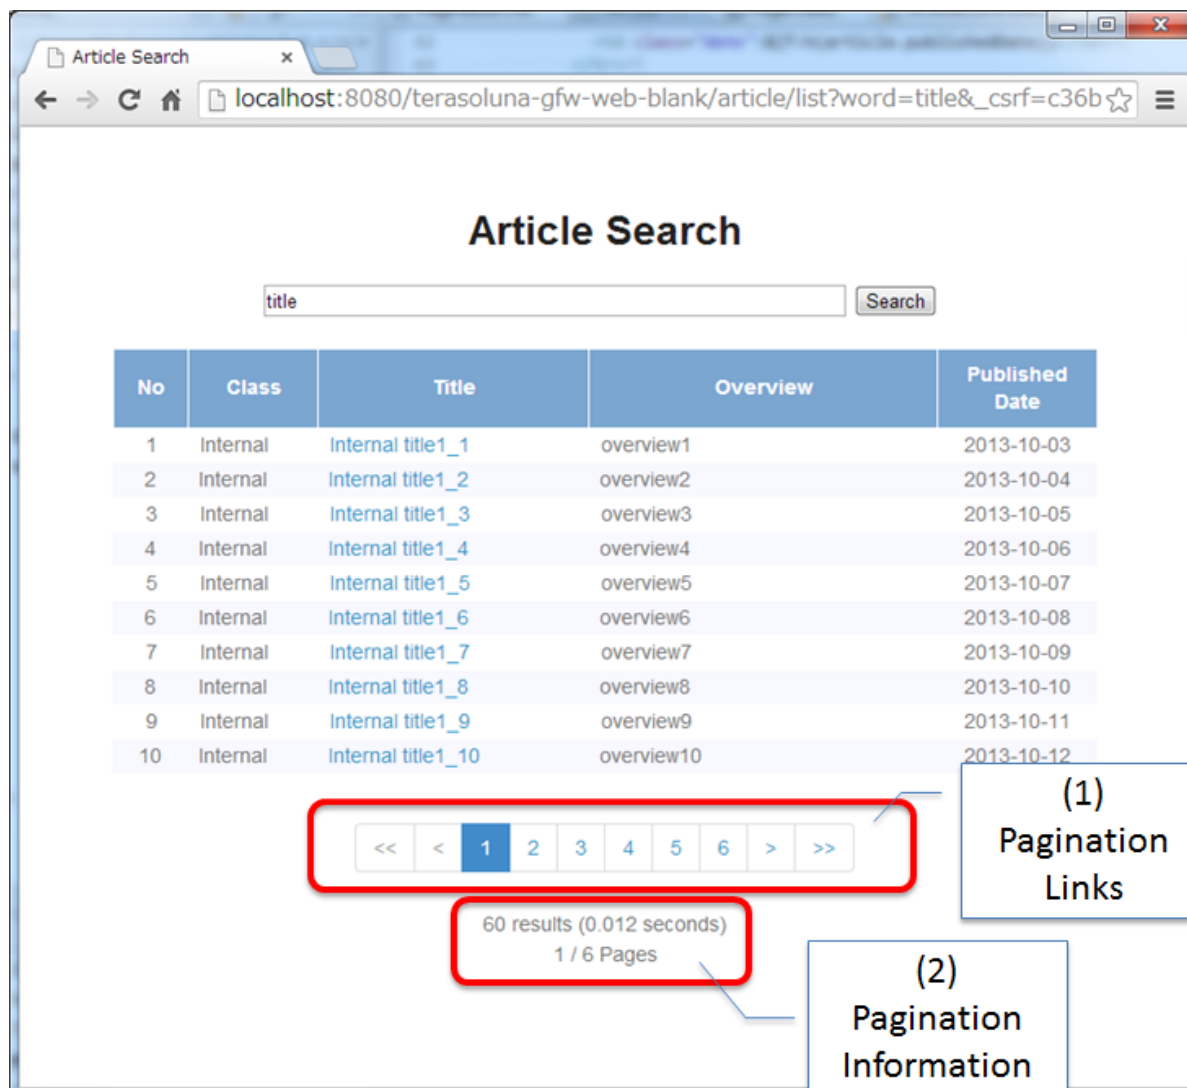 Article Search ×
localhost:8080/terasoluna-gfw-web-blank/article/list?word=title&_csrf=c36b
Article Search
title Search
No Class Title Overview Published Date
1 Internal Internal title1_1 overview1 2013-10-03
2 Internal Internal title1_2 overview2 2013-10-04
3 Internal Internal title1_3 overview3 2013-10-05
4 Internal Internal title1_4 overview4 2013-10-06
5 Internal Internal title1_5 overview5 2013-10-07
6 Internal Internal title1_6 overview6 2013-10-08
7 Internal Internal title1_7 overview7 2013-10-09
8 Internal Internal title1_8 overview8 2013-10-10
9 Internal Internal title1_9 overview9 2013-10-11
10 Internal Internal title1_10 overview10 2013-10-12
<< < 1 2 3 4 5 6 > >>
(1)
Pagination
Links
60 results (0.012 seconds)
1 / 6 Pages
(2)
Pagination
Information